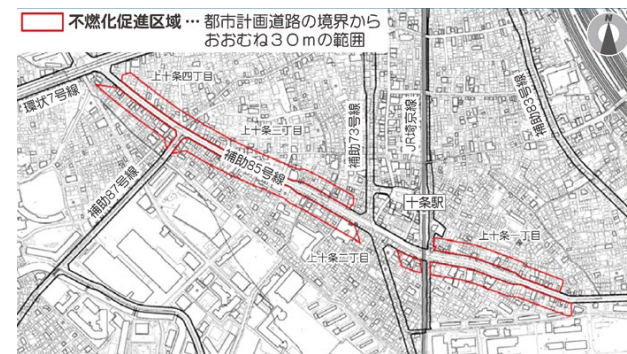 不燃化促進区域 … 都市計画道路の境界から
おおむね30mの範囲
N
環状7号線
上十条四丁目
上十条三丁目
補助73号線
JR埼京線
補助83号線
補助85号線
補助87号線
十条駅
上十条一丁目
上十条二丁目